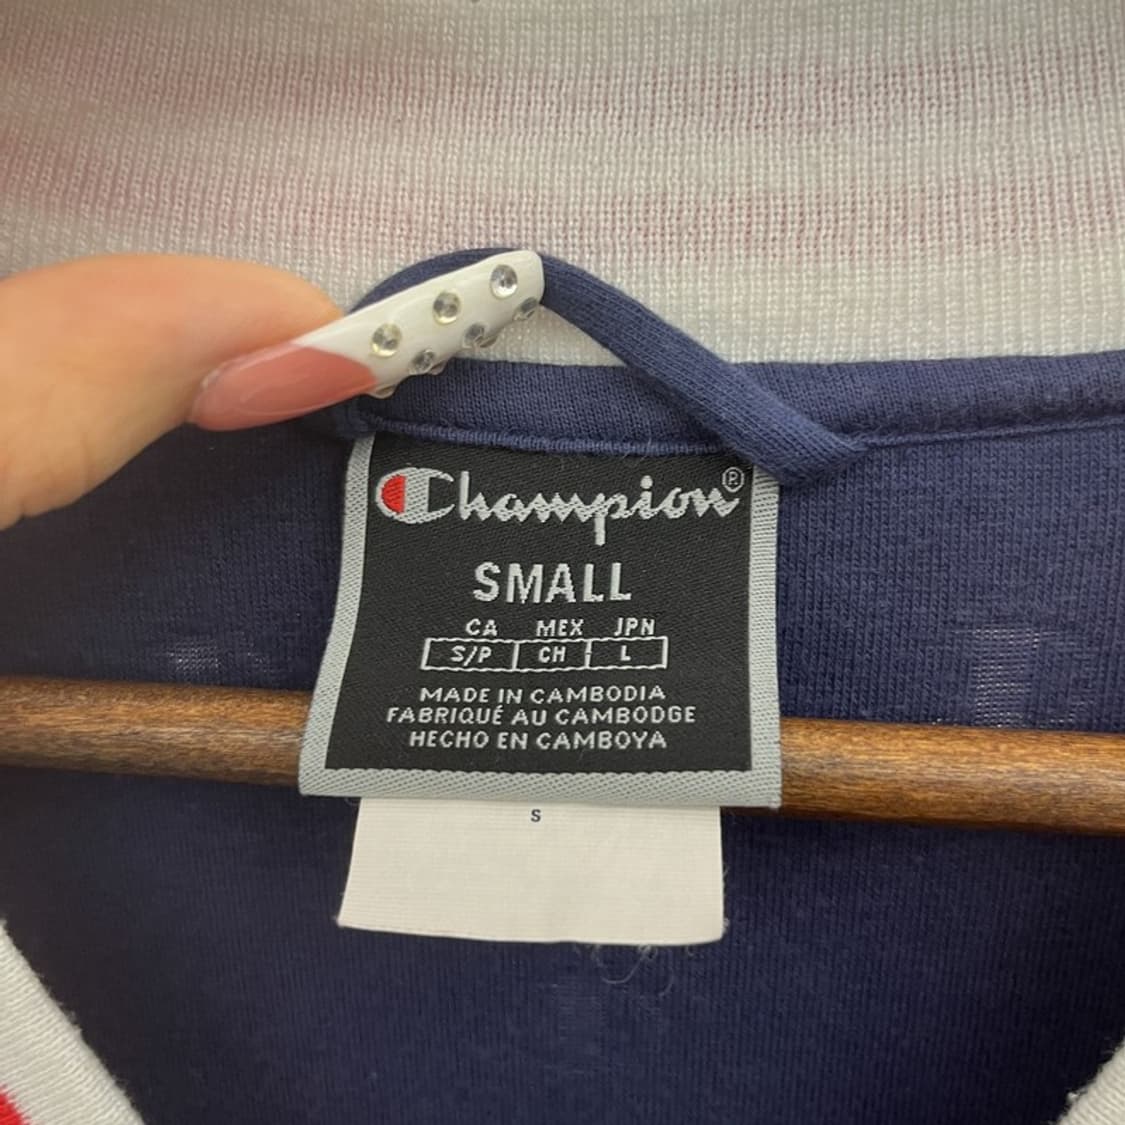 Champion®
SMALL
CA MEX JPN
S/P CH L
MADE IN CAMBODIA
FABRIQUÉ AU CAMBODGE
HECHO EN CAMBOYA
S